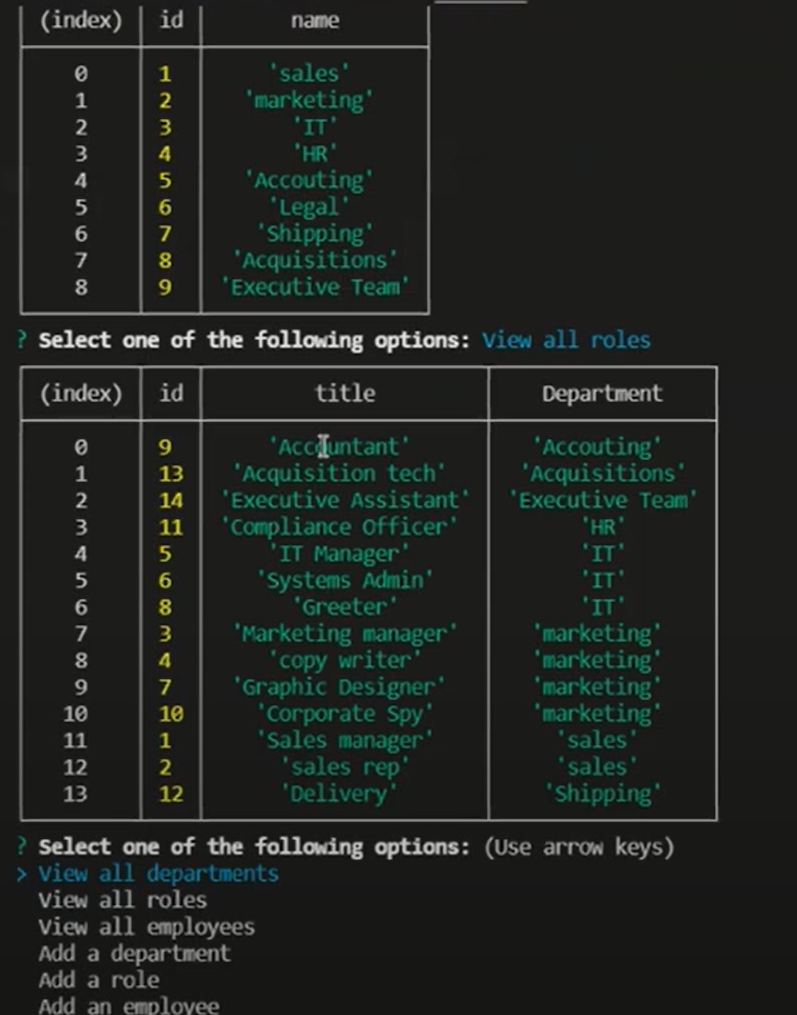 (index) id name
0 1 'sales'
1 2 'marketing'
2 3 'IT'
3 4 'HR'
4 5 'Accouting'
5 6 'Legal'
6 7 'Shipping'
7 8 'Acquisitions'
8 9 'Executive Team'
? Select one of the following options: View all roles
(index) id title Department
0 9 'Accountant' 'Accouting'
1 13 'Acquisition tech' 'Acquisitions'
2 14 'Executive Assistant' 'Executive Team'
3 11 'Compliance Officer' 'HR'
4 5 'IT Manager' 'IT'
5 6 'Systems Admin' 'IT'
6 8 'Greeter' 'IT'
7 3 'Marketing manager' 'marketing'
8 4 'copy writer' 'marketing'
9 7 'Graphic Designer' 'marketing'
10 10 'Corporate Spy' 'marketing'
11 1 'Sales manager' 'sales'
12 2 'sales rep' 'sales'
13 12 'Delivery' 'Shipping'
? Select one of the following options: (Use arrow keys)
> View all departments
View all roles
View all employees
Add a department
Add a role
Add an employee